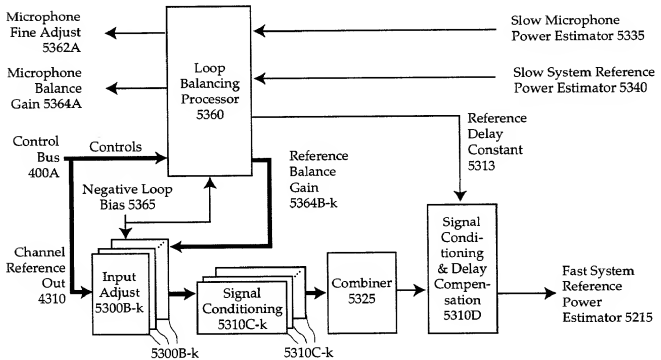 Microphone
Fine Adjust
5362A
Microphone
Balance
Gain 5364A
Loop
Balancing
Processor
5360
Slow Microphone
Power Estimator 5335
Slow System Reference
Power Estimator 5340
Control
Bus
400A
Controls
Reference
Balance
Gain
5364B-k
Reference
Delay
Constant
5313
Negative Loop
Bias 5365
Channel
Reference
Out
4310
Input
Adjust
5300B-k
Signal
Conditioning
5310C-k
Combiner
5325
Signal
Condi-
tioning
& Delay
Compen-
sation
5310D
Fast System
Reference
Power
Estimator 5215
5300B-k
5310C-k